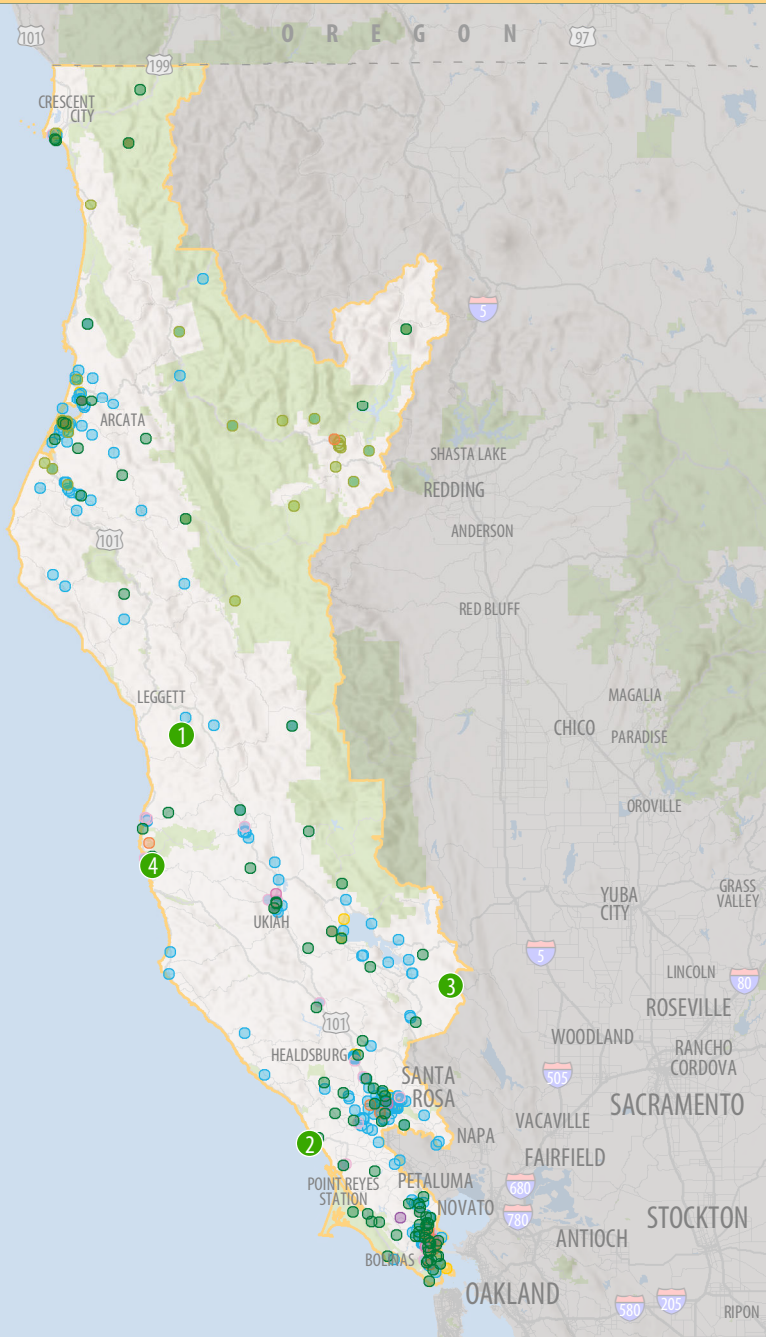 OREGON
101
97
199
CRESCENT
CITY
5
ARCATA
SHASTA LAKE
REDDING
ANDERSON
101
RED BLUFF
LEGGETT
MAGALIA
CHICO
PARADISE
1
OROVILLE
4
GRASS
VALLEY
YUBA
CITY
UKIAH
5
LINCOLN
80
3
ROSEVILLE
101
WOODLAND
RANCHO
CORDOVA
HEALDSBURG
505
SANTA
ROSA
SACRAMENTO
VACAVILLE
NAPA
2
FAIRFIELD
PETALUMA
POINT REYES
STATION
680
NOVATO
780
STOCKTON
ANTIOCH
BOLINAS
OAKLAND
580
205
RIPON